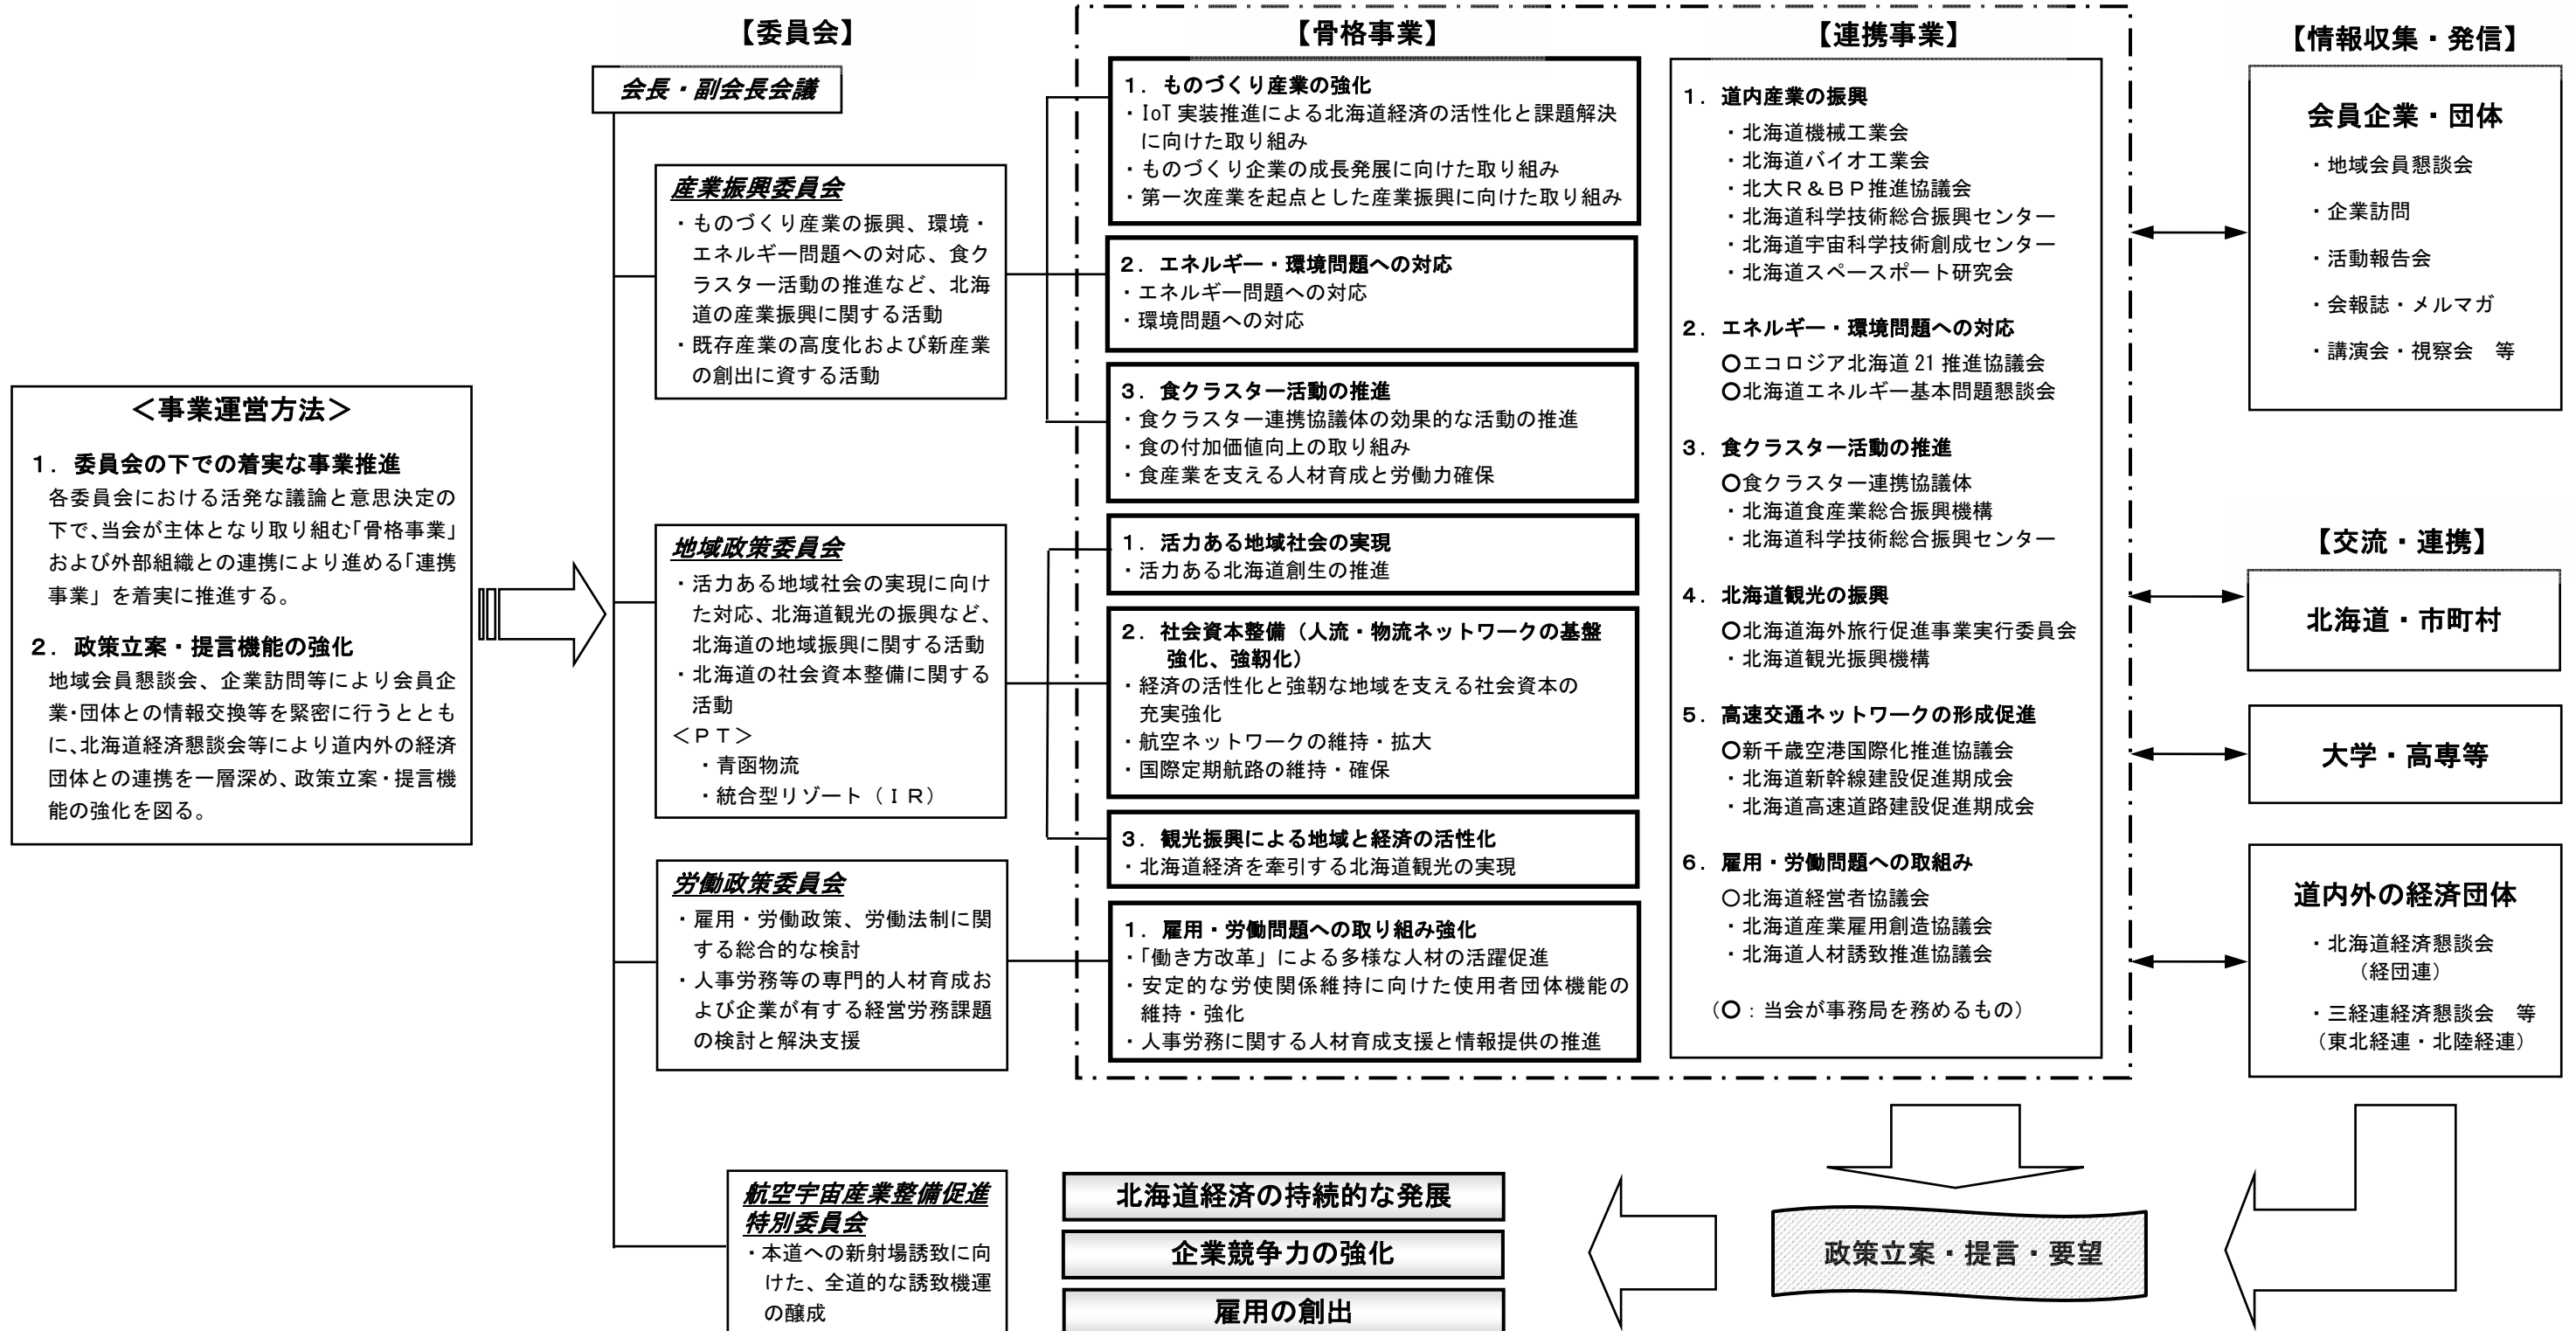 ＜事業運営方法＞
１．委員会の下での着実な事業推進
各委員会における活発な議論と意思決定の
下で、当会が主体となり取り組む「骨格事業」
および外部組織との連携により進める「連携
事業」を着実に推進する。
２．政策立案・提言機能の強化
地域会員懇談会、企業訪問等により会員企
業・団体との情報交換等を緊密に行うととも
に、北海道経済懇談会等により道内外の経済
団体との連携を一層深め、政策立案・提言機
能の強化を図る。
【委員会】
会長・副会長会議
産業振興委員会
・ものづくり産業の振興、環境・
エネルギー問題への対応、食ク
ラスター活動の推進など、北海
道の産業振興に関する活動
・既存産業の高度化および新産業
の創出に資する活動
地域政策委員会
・活力ある地域社会の実現に向け
た対応、北海道観光の振興など、
北海道の地域振興に関する活動
・北海道の社会資本整備に関する
活動
＜ＰＴ＞
・青函物流
・統合型リゾート（ＩＲ）
労働政策委員会
・雇用・労働政策、労働法制に関
する総合的な検討
・人事労務等の専門的人材育成お
よび企業が有する経営労務課題
の検討と解決支援
航空宇宙産業整備促進
特別委員会
・本道への新射場誘致に向
けた、全道的な誘致機運
の醸成
【骨格事業】
１．ものづくり産業の強化
・IoT 実装推進による北海道経済の活性化と課題解決
に向けた取り組み
・ものづくり企業の成長発展に向けた取り組み
・第一次産業を起点とした産業振興に向けた取り組み
２．エネルギー・環境問題への対応
・エネルギー問題への対応
・環境問題への対応
３．食クラスター活動の推進
・食クラスター連携協議体の効果的な活動の推進
・食の付加価値向上の取り組み
・食産業を支える人材育成と労働力確保
１．活力ある地域社会の実現
・活力ある北海道創生の推進
２．社会資本整備（人流・物流ネットワークの基盤
強化、強靭化）
・経済の活性化と強靭な地域を支える社会資本の
充実強化
・航空ネットワークの維持・拡大
・国際定期航路の維持・確保
３．観光振興による地域と経済の活性化
・北海道経済を牽引する北海道観光の実現
１．雇用・労働問題への取り組み強化
・「働き方改革」による多様な人材の活躍促進
・安定的な労使関係維持に向けた使用者団体機能の
維持・強化
・人事労務に関する人材育成支援と情報提供の推進
【連携事業】
１．道内産業の振興
・北海道機械工業会
・北海道バイオ工業会
・北大Ｒ＆ＢＰ推進協議会
・北海道科学技術総合振興センター
・北海道宇宙科学技術創成センター
・北海道スペースポート研究会
２．エネルギー・環境問題への対応
○エコロジア北海道 21 推進協議会
○北海道エネルギー基本問題懇談会
３．食クラスター活動の推進
○食クラスター連携協議体
・北海道食産業総合振興機構
・北海道科学技術総合振興センター
４．北海道観光の振興
○北海道海外旅行促進事業実行委員会
・北海道観光振興機構
５．高速交通ネットワークの形成促進
○新千歳空港国際化推進協議会
・北海道新幹線建設促進期成会
・北海道高速道路建設促進期成会
６．雇用・労働問題への取組み
○北海道経営者協議会
・北海道産業雇用創造協議会
・北海道人材誘致推進協議会
（○：当会が事務局を務めるもの）
【情報収集・発信】
会員企業・団体
・地域会員懇談会
・企業訪問
・活動報告会
・会報誌・メルマガ
・講演会・視察会　等
【交流・連携】
北海道・市町村
大学・高専等
道内外の経済団体
・北海道経済懇談会
（経団連）
・三経連経済懇談会　等
（東北経連・北陸経連）
政策立案・提言・要望
北海道経済の持続的な発展
企業競争力の強化
雇用の創出